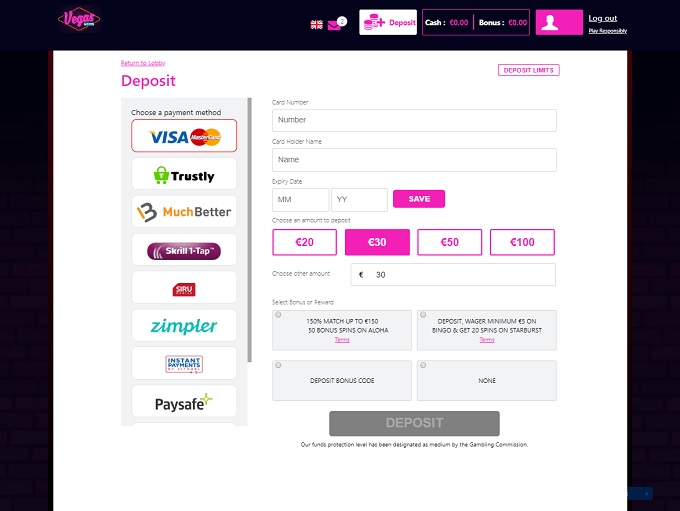 Vegas
2
Deposit
Cash : €0.00
Bonus : €0.00
Log out
Play Responsibly
Return to Lobby
Deposit
DEPOSIT LIMITS
Choose a payment method
VISA MasterCard
Trustly
MuchBetter
Skrill 1-Tap™
SIRU
MOBILE
zimpler
INSTANT
PAYMENTS
BY CITADEL
Paysafe
Card Number
Number
Card Holder Name
Name
Expiry Date
MM
YY
SAVE
Choose an amount to deposit
€20
€30
€50
€100
Choose other amount
€ 30
Select Bonus or Reward
150% MATCH UP TO €150
50 BONUS SPINS ON ALOHA
Terms
DEPOSIT, WAGER MINIMUM €5 ON
BINGO & GET 20 SPINS ON STARBURST
Terms
DEPOSIT BONUS CODE
NONE
DEPOSIT
Our funds protection level has been designated as medium by the Gambling Commission.